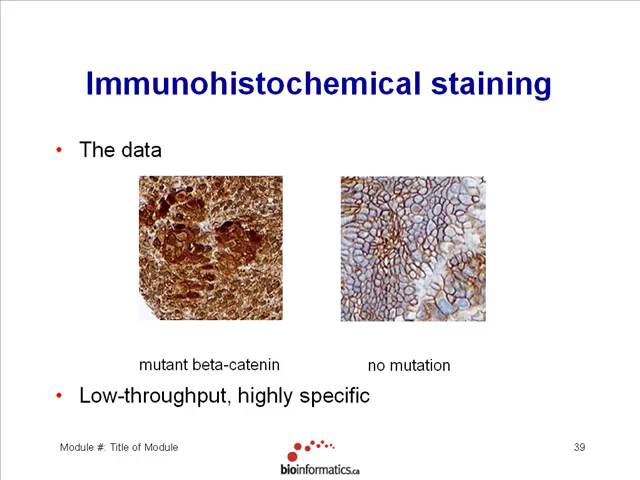 Immunohistochemical staining
• The data
mutant beta-catenin
no mutation
• Low-throughput, highly specific
Module #: Title of Module
bioinformatics.ca
39